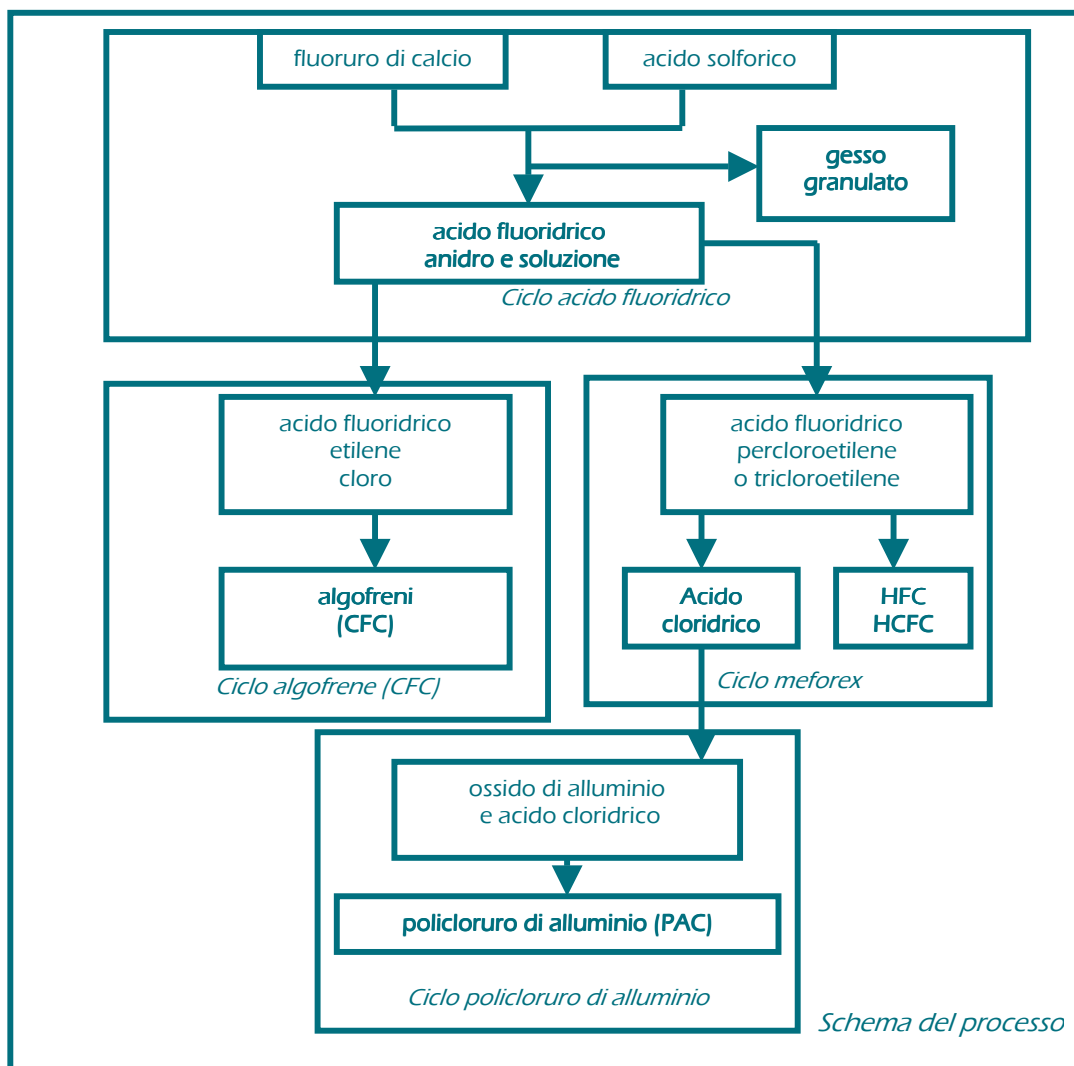 fluoruro di calcio
acido solforico
gesso
granulato
acido fluoridrico
anidro e soluzione
Ciclo acido fluoridrico
acido fluoridrico
etilene
cloro
algofreni
(CFC)
Ciclo algofrene (CFC)
acido fluoridrico
percloroetilene
o tricloroetilene
Acido
cloridrico
HFC
HCFC
Ciclo meforex
ossido di alluminio
e acido cloridrico
policloruro di alluminio (PAC)
Ciclo policloruro di alluminio
Schema del processo